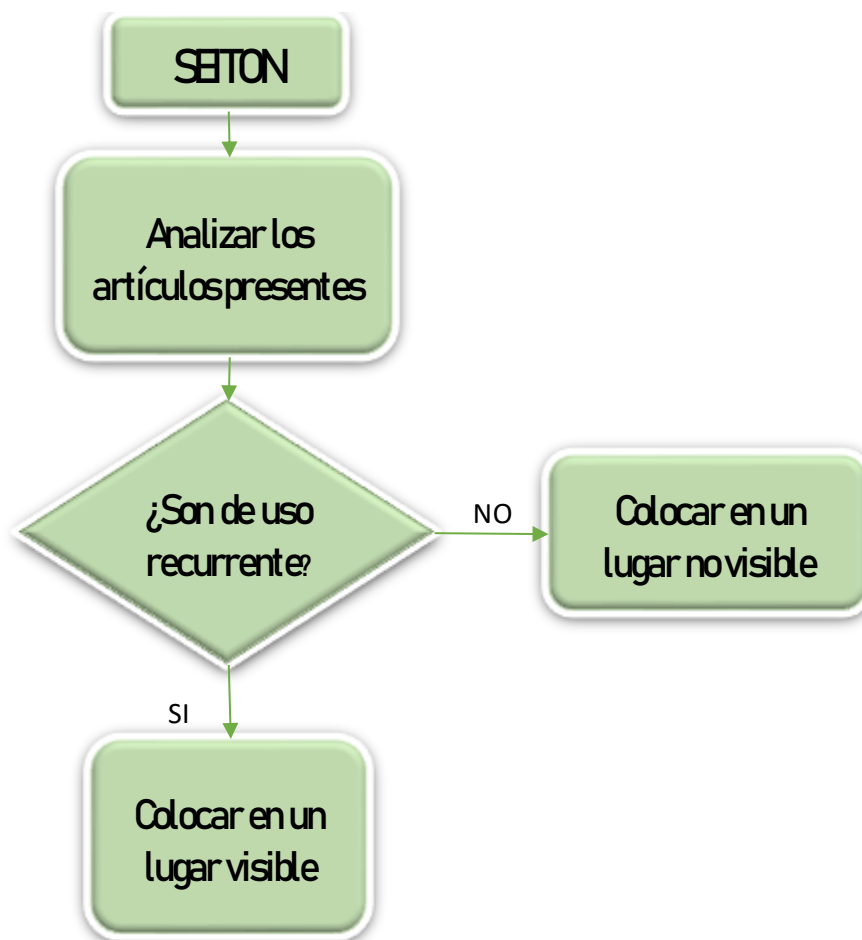 SEITON
Analizar los
artículos presentes
¿Son de uso
recurrente?
NO
Colocar en un
lugar no visible
SI
Colocar en un
lugar visible